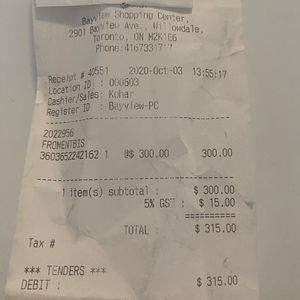 Bayview Shopping Center,
2901 Bayview Ave., Willowdale,
Toronto, ON M2K1E6
Receipt # 40551 2020-Oct-03 13:55:17
Location ID : 000503
Cashier/Sales: Kohar
Register ID : Bayview-PC
2022956
FROMENTBIS
3603652242162 1 @$ 300.00 300.00
1 item(s) subtotal : $ 300.00
5% GST : $ 15.00
TOTAL : $ 315.00
Tax #
*** TENDERS ***
DEBIT : $ 315.00